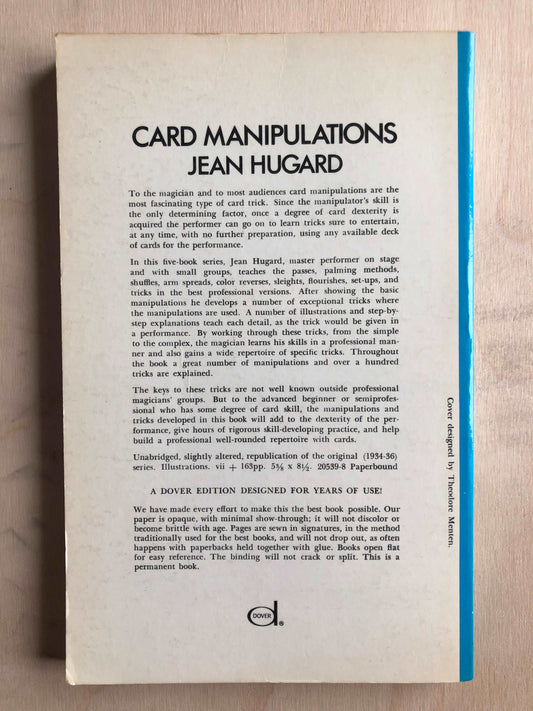 CARD MANIPULATIONS
JEAN HUGARD
To the magician and to most audiences card manipulations are the
most fascinating type of card trick. Since the manipulator's skill is
the only determining factor, once a degree of card dexterity is
acquired the performer can go on to learn tricks sure to entertain,
at any time, with no further preparation, using any available deck
of cards for the performance.
In this five-book series, Jean Hugard, master performer on stage
and with small groups, teaches the passes, palming methods,
shuffles, arm spreads, color reverses, sleights, flourishes, set-ups, and
tricks in the best professional versions. After showing the basic
manipulations he develops a number of exceptional tricks where
the manipulations are used. A number of illustrations and step-by-
step explanations teach each detail, as the trick would be given in
a performance. By working through these tricks, from the simple
to the complex, the magician learns his skills in a professional man-
ner and also gains a wide repertoire of specific tricks. Throughout
the book a great number of manipulations and over a hundred
tricks are explained.
The keys to these tricks are not well known outside professional
magicians' groups. But to the advanced beginner or semiprofes-
sional who has some degree of card skill, the manipulations and
tricks developed in this book will add to the dexterity of the per-
formance, give hours of rigorous skill-developing practice, and help
build a professional well-rounded repertoire with cards.
Unabridged, slightly altered, republication of the original (1934-36)
series. Illustrations. vii + 163pp. 5⅜ x 8½. 20539-8 Paperbound
A DOVER EDITION DESIGNED FOR YEARS OF USE!
We have made every effort to make this the best book possible. Our
paper is opaque, with minimal show-through; it will not discolor or
become brittle with age. Pages are sewn in signatures, in the method
traditionally used for the best books, and will not drop out, as often
happens with paperbacks held together with glue. Books open flat
for easy reference. The binding will not crack or split. This is a
permanent book.
DOVER
®
Cover designed by Theodore Menten.